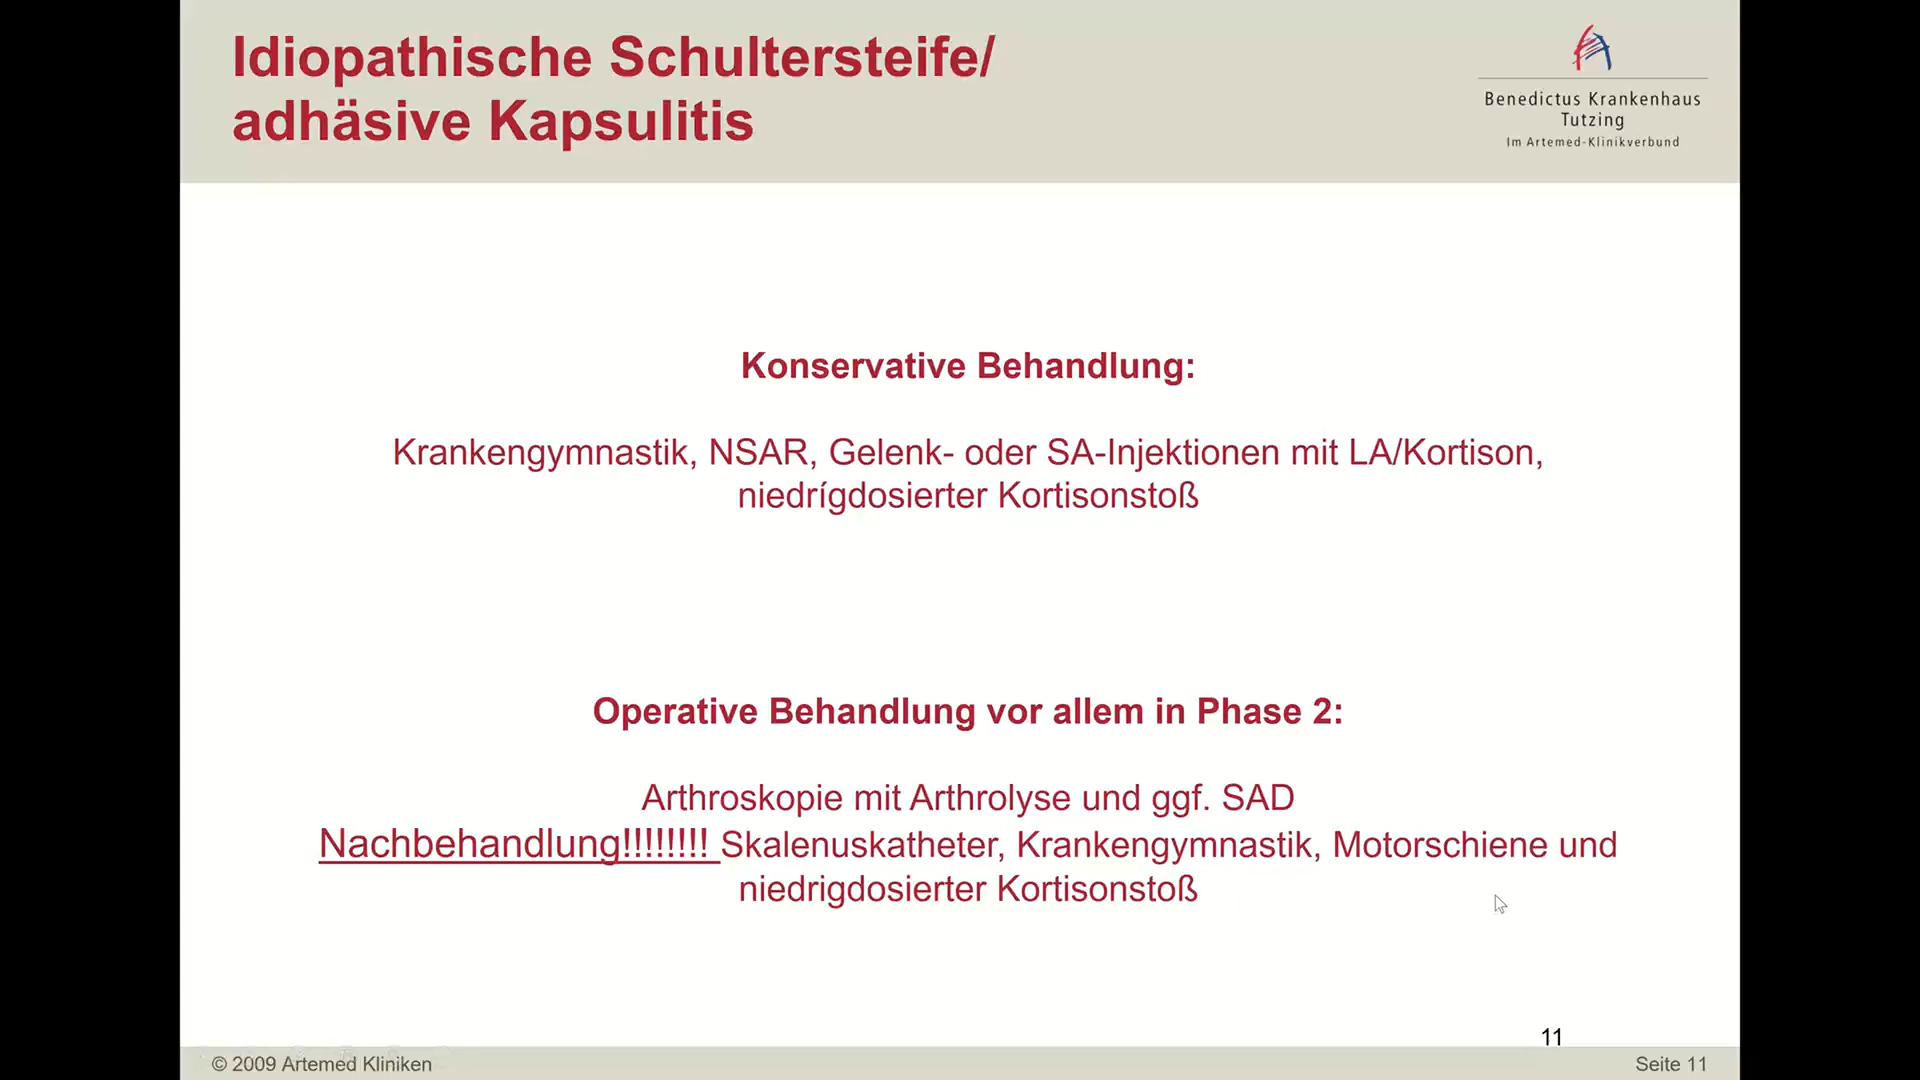 Idiopathische Schultersteife/
adhäsive Kapsulitis
Benedictus Krankenhaus
Tutzing
Im Artemed-Klinikverbund
Konservative Behandlung:
Krankengymnastik, NSAR, Gelenk- oder SA-Injektionen mit LA/Kortison,
niedrígdosierter Kortisonstoß
Operative Behandlung vor allem in Phase 2:
Arthroskopie mit Arthrolyse und ggf. SAD
Nachbehandlung!!!!!!!! Skalenuskatheter, Krankengymnastik, Motorschiene und
niedrigdosierter Kortisonstoß
11
© 2009 Artemed Kliniken
Seite 11